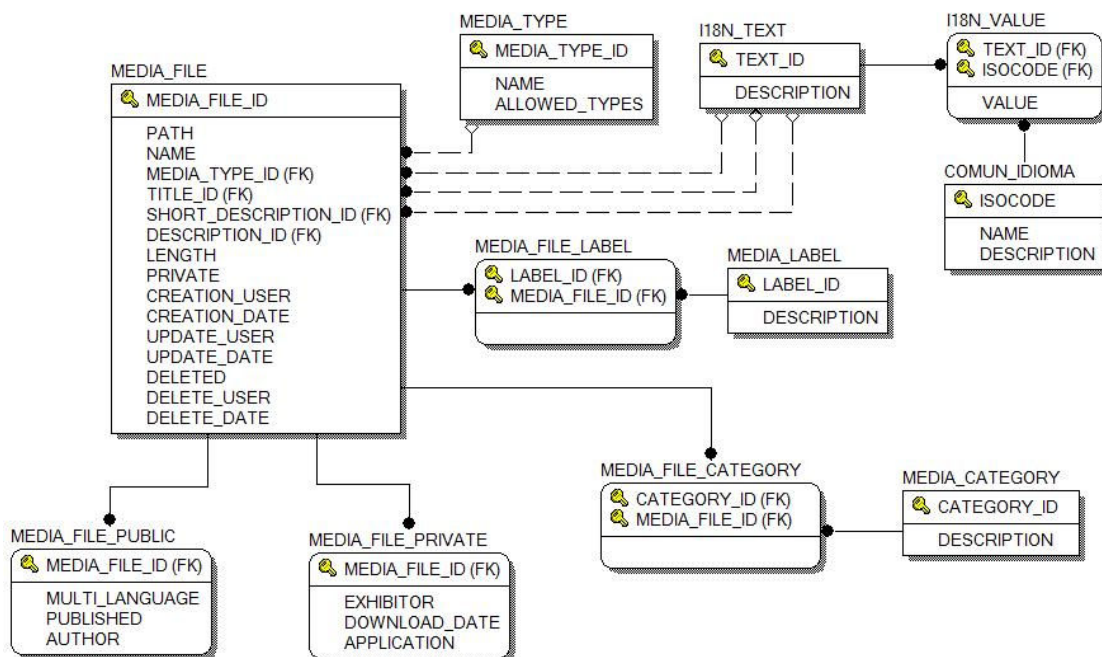 MEDIA_TYPE
MEDIA_TYPE_ID
NAME
ALLOWED_TYPES
I18N_TEXT
TEXT_ID
DESCRIPTION
I18N_VALUE
TEXT_ID (FK)
ISOCODE (FK)
VALUE
MEDIA_FILE
MEDIA_FILE_ID
PATH
NAME
MEDIA_TYPE_ID (FK)
TITLE_ID (FK)
SHORT_DESCRIPTION_ID (FK)
DESCRIPTION_ID (FK)
LENGTH
PRIVATE
CREATION_USER
CREATION_DATE
UPDATE_USER
UPDATE_DATE
DELETED
DELETE_USER
DELETE_DATE
COMUN_IDIOMA
ISOCODE
NAME
DESCRIPTION
MEDIA_FILE_LABEL
LABEL_ID (FK)
MEDIA_FILE_ID (FK)
MEDIA_LABEL
LABEL_ID
DESCRIPTION
MEDIA_FILE_CATEGORY
CATEGORY_ID (FK)
MEDIA_FILE_ID (FK)
MEDIA_CATEGORY
CATEGORY_ID
DESCRIPTION
MEDIA_FILE_PUBLIC
MEDIA_FILE_ID (FK)
MULTI_LANGUAGE
PUBLISHED
AUTHOR
MEDIA_FILE_PRIVATE
MEDIA_FILE_ID (FK)
EXHIBITOR
DOWNLOAD_DATE
APPLICATION